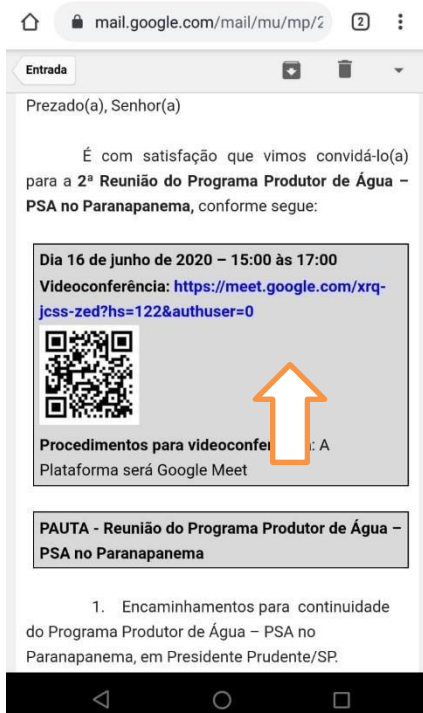 mail.google.com/mail/mu/mp/2
2
Entrada
Prezado(a), Senhor(a)
É com satisfação que vimos convidá-lo(a)
para a 2ª Reunião do Programa Produtor de Água –
PSA no Paranapanema, conforme segue:
Dia 16 de junho de 2020 – 15:00 às 17:00
Videoconferência: https://meet.google.com/xrq-
jcss-zed?hs=122&authuser=0
Procedimentos para : A
Plataforma será Google Meet
PAUTA - Reunião do Programa Produtor de Água –
PSA no Paranapanema
1. Encaminhamentos para continuidade
do Programa Produtor de Água – PSA no
Paranapanema, em Presidente Prudente/SP.